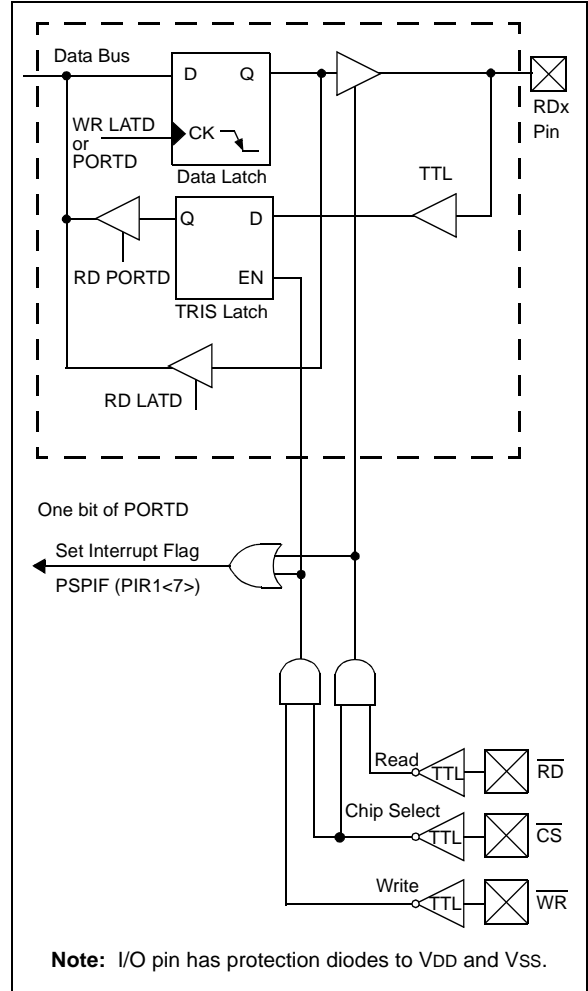 Data Bus
D
Q
RDx
Pin
WR LATD
or
PORTD
CK
Data Latch
TTL
Q
D
RD PORTD
EN
TRIS Latch
RD LATD
One bit of PORTD
Set Interrupt Flag
PSPIF (PIR1<7>)
Read
TTL
RD
Chip Select
TTL
CS
Write
TTL
WR
Note: I/O pin has protection diodes to VDD and VSS.